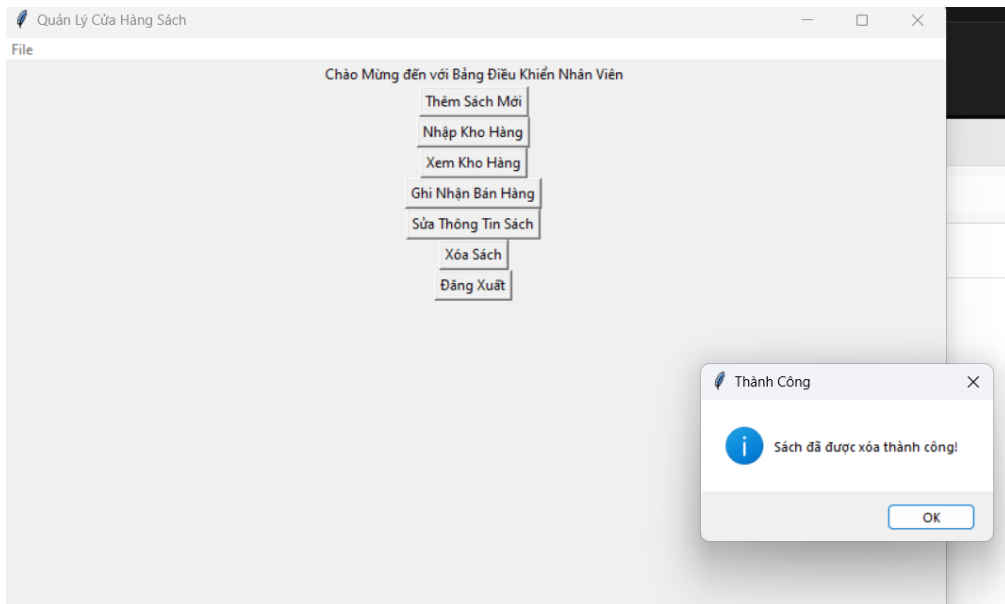 Quản Lý Cửa Hàng Sách
File
Chào Mừng đến với Bảng Điều Khiển Nhân Viên
Thêm Sách Mới
Nhập Kho Hàng
Xem Kho Hàng
Ghi Nhận Bán Hàng
Sửa Thông Tin Sách
Xóa Sách
Đăng Xuất
Thành Công
Sách đã được xóa thành công!
OK